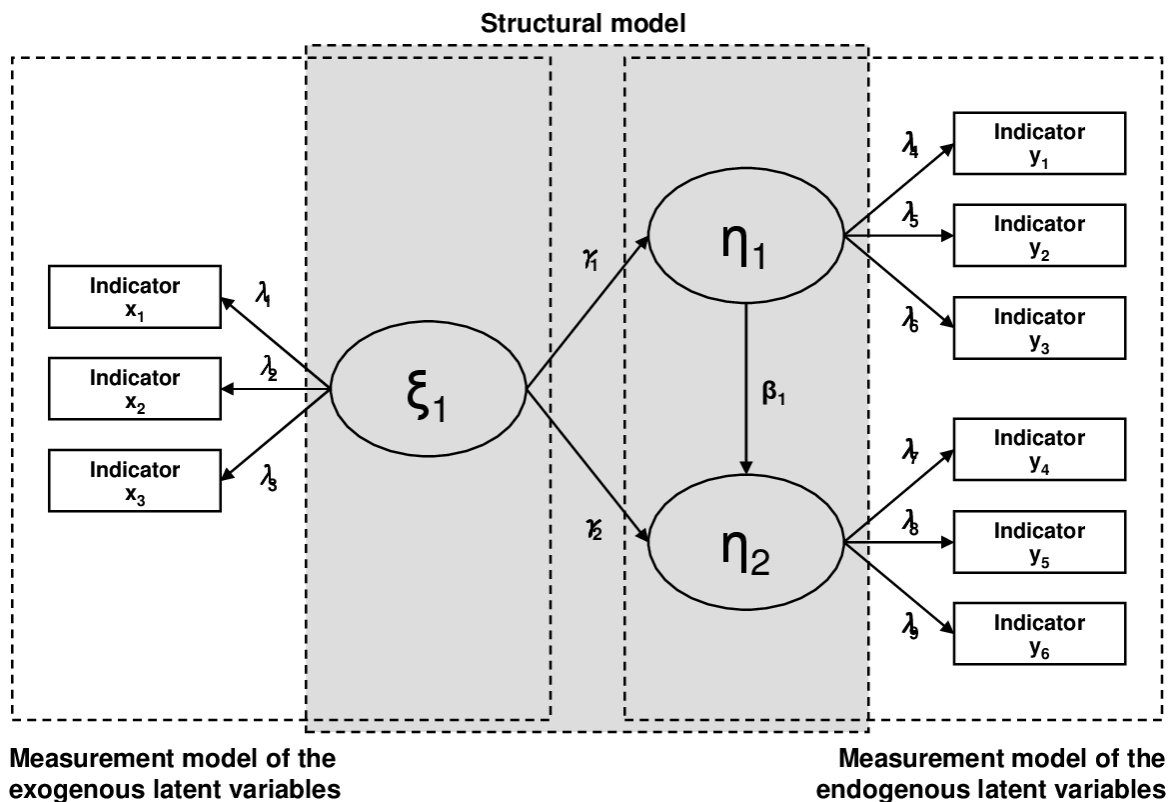 Structural model
Indicator
x₁
Indicator
x₂
Indicator
x₃
λ₁
λ₂
λ₃
ξ₁
γ₁
γ₂
η₁
β₁
η₂
λ₄
λ₅
λ₆
λ₇
λ₈
λ₉
Indicator
y₁
Indicator
y₂
Indicator
y₃
Indicator
y₄
Indicator
y₅
Indicator
y₆
Measurement model of the
exogenous latent variables
Measurement model of the
endogenous latent variables